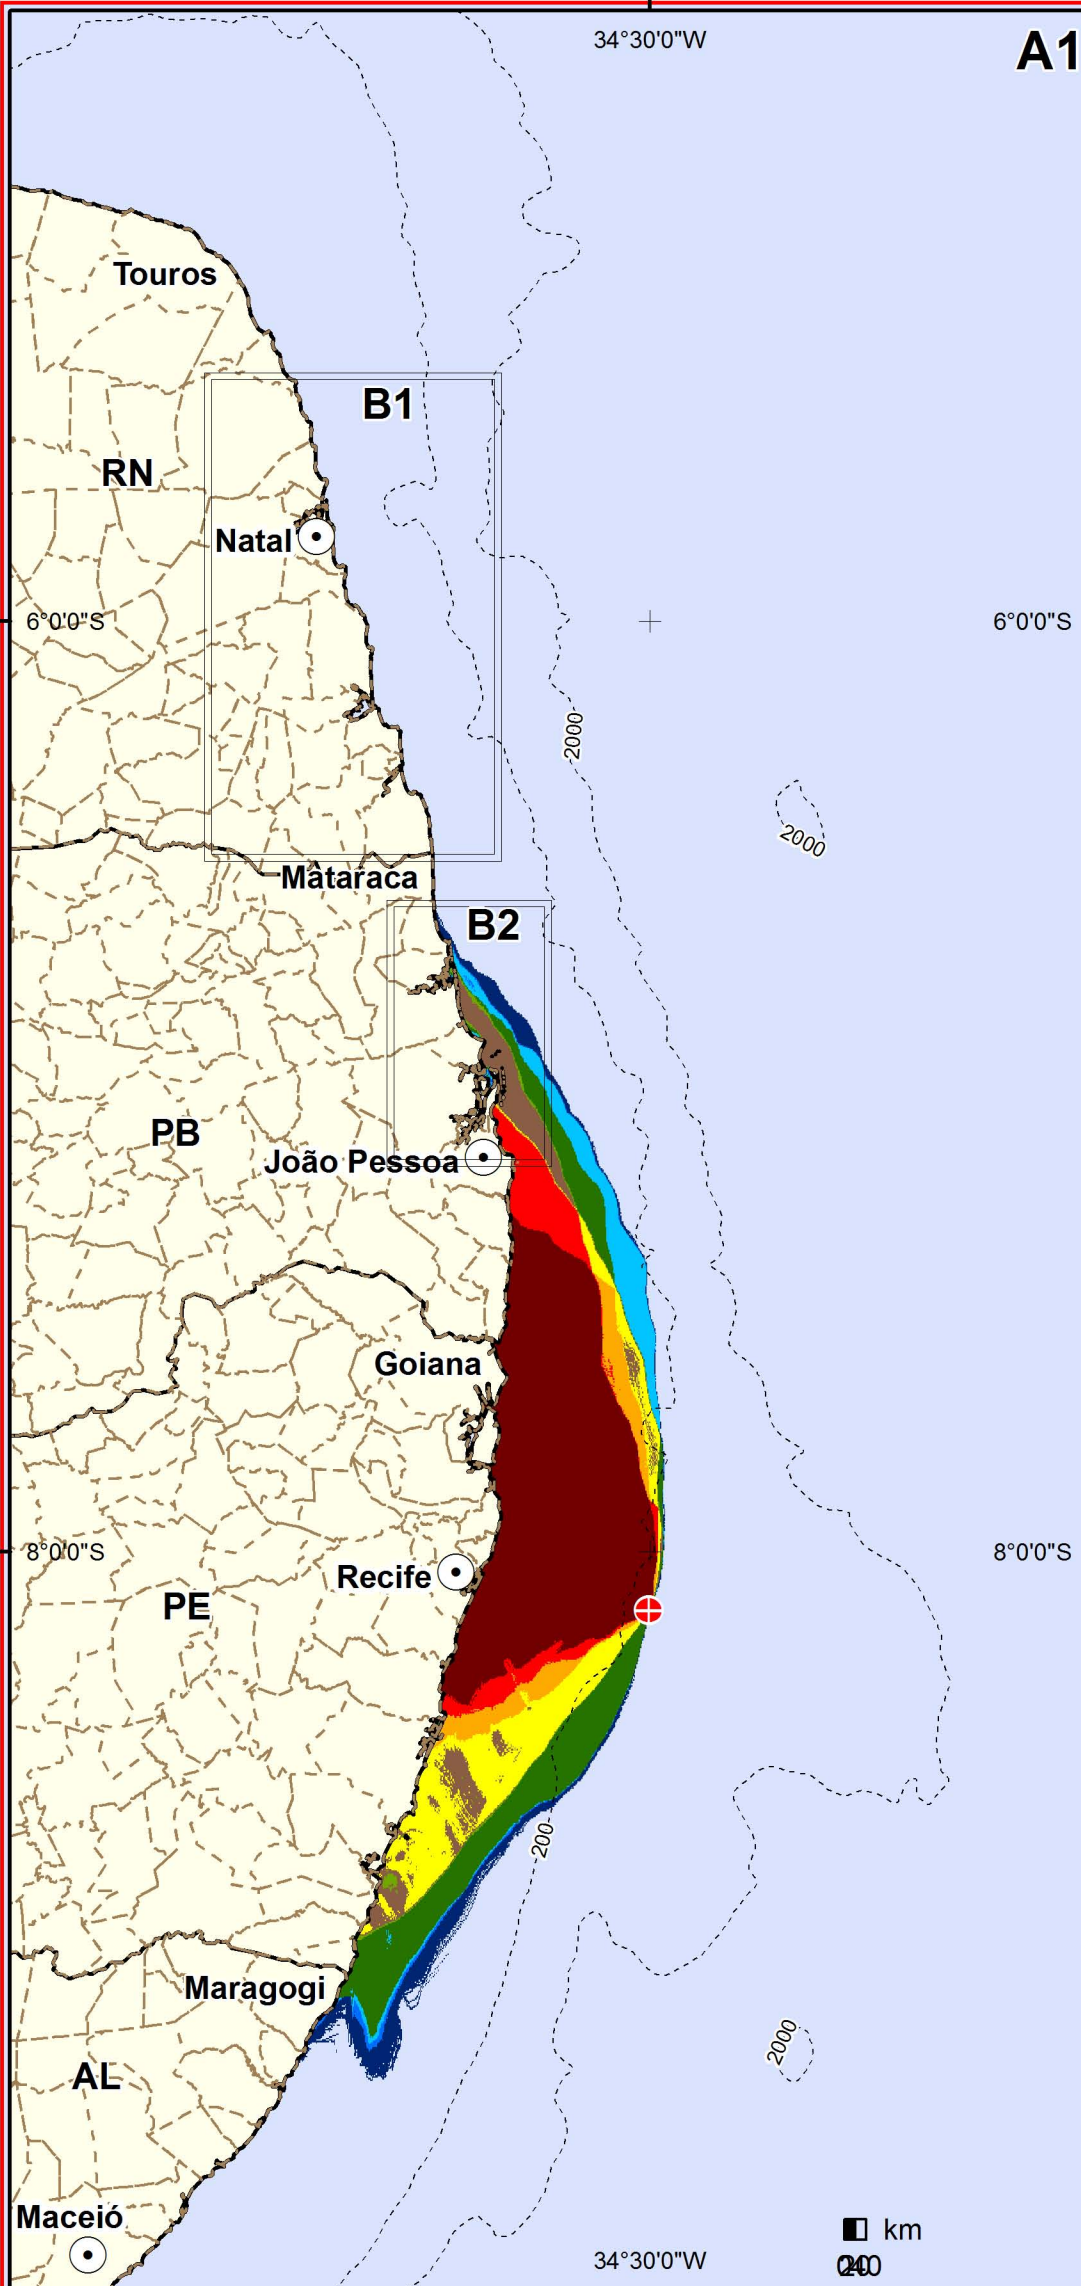 34°30'0"W
A1
Touros
B1
RN
Natal
6°0'0"S
6°0'0"S
2000
2000
Mataraca
B2
PB
João Pessoa
Goiana
8°0'0"S
8°0'0"S
Recife
PE
200
Maragogi
2000
AL
Maceió
km
34°30'0"W